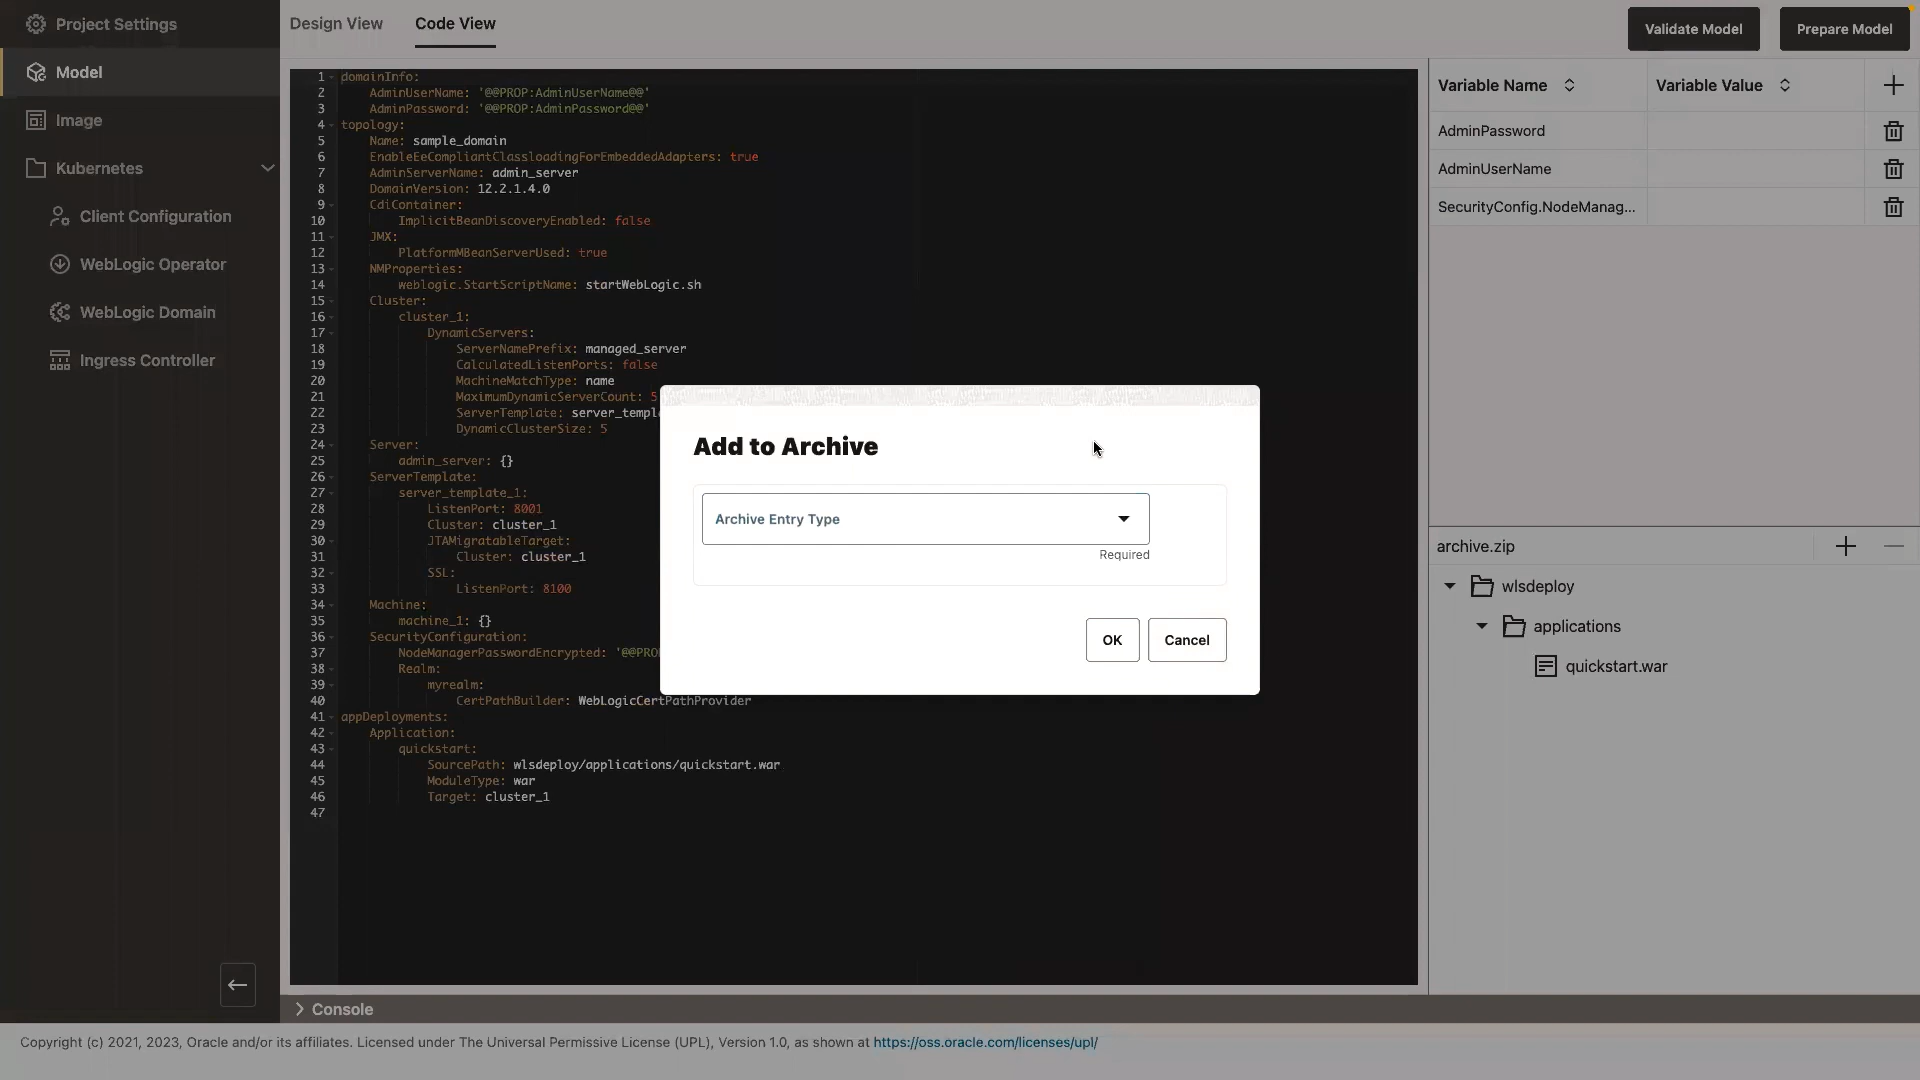 Project Settings
Model
Image
Kubernetes
Client Configuration
WebLogic Operator
WebLogic Domain
Ingress Controller
Design View
Code View
Validate Model
Prepare Model
1 domainInfo:
2 AdminUserName: '@@PROP:AdminUserName@@'
3 AdminPassword: '@@PROP:AdminPassword@@'
4 topology:
5 Name: sample_domain
6 EnableEeCompliantClassloadingForEmbeddedAdapters: true
7 AdminServerName: admin_server
8 DomainVersion: 12.2.1.4.0
9 CdiContainer:
10 ImplicitBeanDiscoveryEnabled: false
11 JMX:
12 PlatformMBeanServerUsed: true
13 NMProperties:
14 weblogic.StartScriptName: startWebLogic.sh
15 Cluster:
16 cluster_1:
17 DynamicServers:
18 ServerNamePrefix: managed_server
19 CalculatedListenPorts: false
20 MachineMatchType: name
21 MaximumDynamicServerCount: 5
22 ServerTemplate: server_templ
23 DynamicClusterSize: 5
24 Server:
25 admin_server: {}
26 ServerTemplate:
27 server_template_1:
28 ListenPort: 8001
29 Cluster: cluster_1
30 JTAMigratableTarget:
31 Cluster: cluster_1
32 SSL:
33 ListenPort: 8100
34 Machine:
35 machine_1: {}
36 SecurityConfiguration:
37 NodeManagerPasswordEncrypted: '@@PRO
38 Realm:
39 myrealm:
40 CertPathBuilder: WebLogicCertPathProvider
41 appDeployments:
42 Application:
43 quickstart:
44 SourcePath: wlsdeploy/applications/quickstart.war
45 ModuleType: war
46 Target: cluster_1
47
Add to Archive
Archive Entry Type
Required
OK
Cancel
Variable Name
Variable Value
AdminPassword
AdminUserName
SecurityConfig.NodeManag...
archive.zip
wlsdeploy
applications
quickstart.war
Console
Copyright (c) 2021, 2023, Oracle and/or its affiliates. Licensed under The Universal Permissive License (UPL), Version 1.0, as shown at https://oss.oracle.com/licenses/upl/